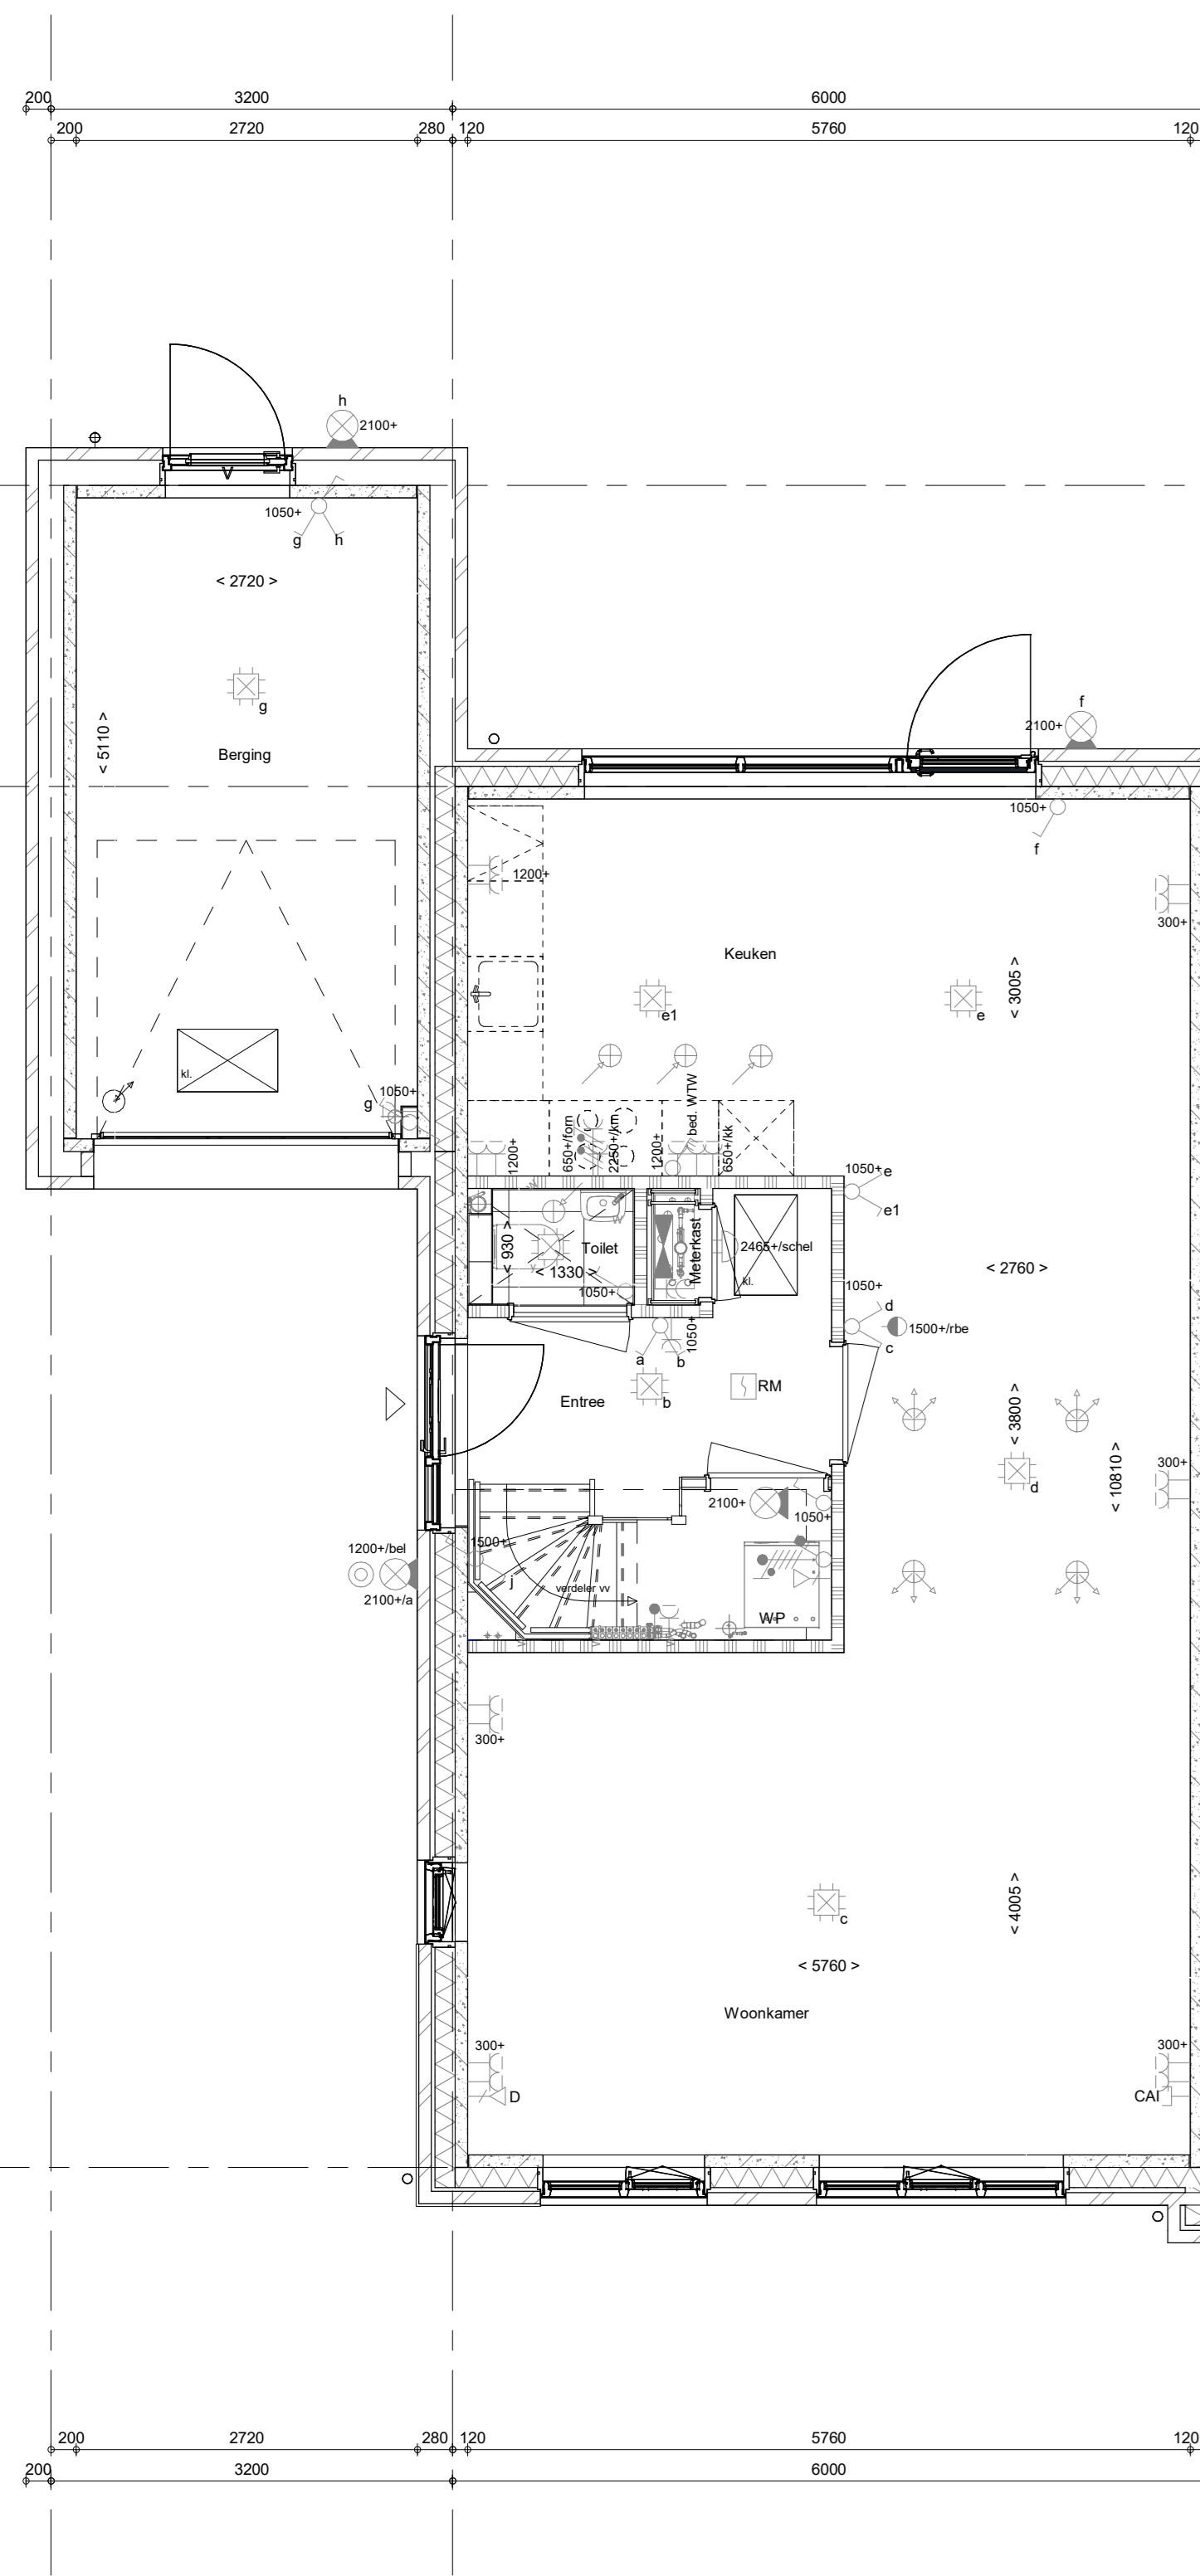 200 3200 6000
200 2720 280 120 5760 120
h
2100+
1050+
g h
< 2720 >
g
< 5110 >
Berging
f
2100+
1050+
f
1200+
300+
Keuken
< 3005 >
e1
e
kl.
1050+
g
bed. WTW
1200+
650+/forn
2250+/km
1200+
650+/kk
1050+ e
e1
< 930 >
Toilet
< 1330 >
1050+
Meterkast
2465+/schel
kl.
< 2760 >
1050+
d
1500+/rbe
c
a b
1050+
Entree
b
RM
< 3800 >
< 10810 >
300+
d
2100+
1050+
1500+
1200+/bel
2100+/a
j
verdeler vv
WP
300+
c
< 4005 >
< 5760 >
Woonkamer
300+
300+
D
CAI
200 2720 280 120 5760 120
200 3200 6000